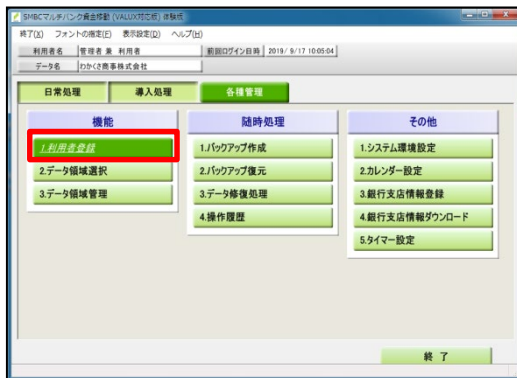 SMBCマルチバンク資金移動 (VALUX対応版) 体験版
終了(X) フォントの指定(F) 表示設定(D) ヘルプ(H)
利用者名 管理者 兼 利用者 前回ログイン日時 2019/ 9/17 10:05:04
データ名 わかくさ商事株式会社
日常処理 導入処理 各種管理
機能 随時処理 その他
1.利用者登録 1.バックアップ作成 1.システム環境設定
2.データ領域選択 2.バックアップ復元 2.カレンダー設定
3.データ領域管理 3.データ修復処理 3.銀行支店情報登録
4.操作履歴 4.銀行支店情報ダウンロード
5.タイマー設定
終 了